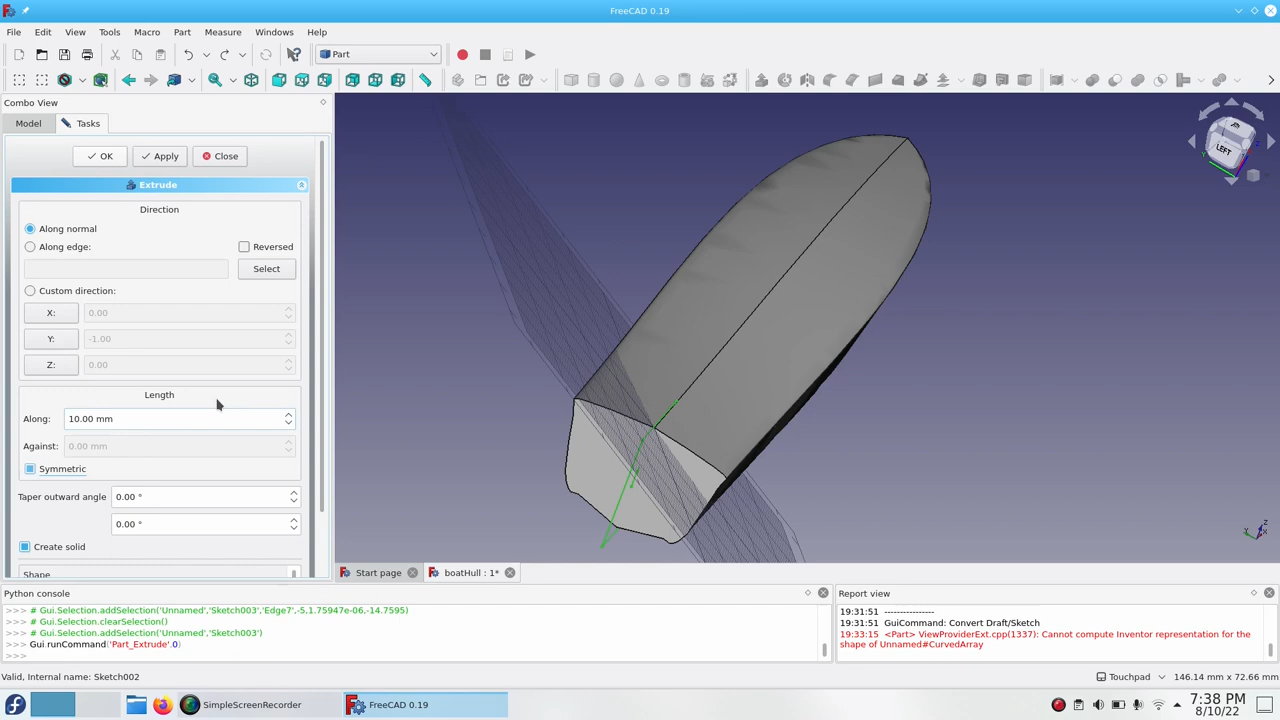 FreeCAD 0.19
File Edit View Tools Macro Part Measure Windows Help
Part
Combo View
Model Tasks
OK Apply Close
Extrude
Direction
Along normal
Along edge: Reversed
Select
Custom direction:
X: 0.00
Y: -1.00
Z: 0.00
Length
Along: 10.00 mm
Against: 0.00 mm
Symmetric
Taper outward angle 0.00 °
0.00 °
Create solid
Shape
LEFT
Start page boatHull : 1*
Python console
>>> # Gui.Selection.addSelection('Unnamed','Sketch003','Edge7',-5,1.75947e-06,-14.7595)
>>> # Gui.Selection.clearSelection()
>>> # Gui.Selection.addSelection('Unnamed','Sketch003')
>>> Gui.runCommand('Part_Extrude',0)
>>>
Report view
19:31:51 ----------------
19:31:51 GuiCommand: Convert Draft/Sketch
19:33:15 <Part> ViewProviderExt.cpp(1337): Cannot compute Inventor representation for the
shape of Unnamed#CurvedArray
Valid, Internal name: Sketch002
Touchpad 146.14 mm x 72.66 mm
SimpleScreenRecorder FreeCAD 0.19
7:38 PM
8/10/22